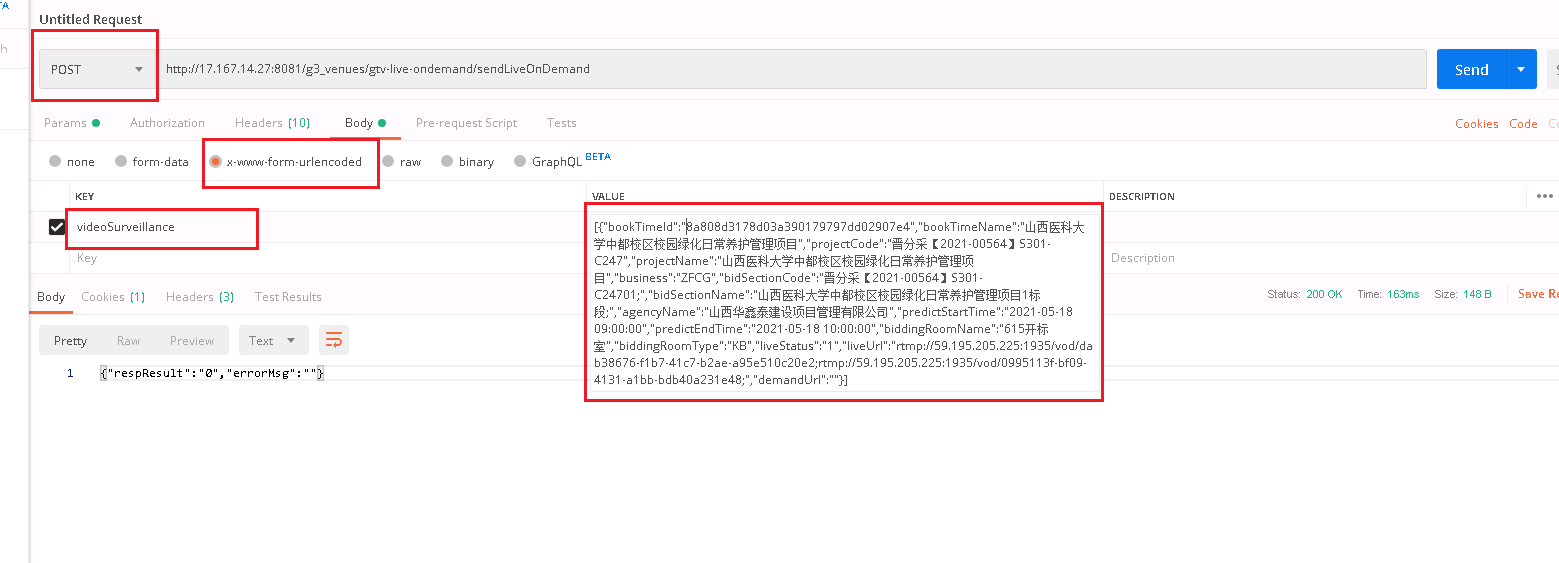 TA
Untitled Request
h
POST
http://17.167.14.27:8081/g3_venues/gtv-live-ondemand/sendLiveOnDemand
Send
Params
Authorization
Headers (10)
Body
Pre-request Script
Tests
Cookies
Code
none
form-data
x-www-form-urlencoded
raw
binary
GraphQL
BETA
KEY
VALUE
DESCRIPTION
videoSurveillance
[{"bookTimeId":"8a808d3178d03a390179797dd02907e4","bookTimeName":"山西医科大
学中都校区校园绿化日常养护管理项目","projectCode":"晋分采【2021-00564】S301-
C247","projectName":"山西医科大学中都校区校园绿化日常养护管理项
目","business":"ZFCG","bidSectionCode":"晋分采【2021-00564】S301-
C24701;","bidSectionName":"山西医科大学中都校区校园绿化日常养护管理项目1标
段;","agencyName":"山西华鑫泰建设项目管理有限公司","predictStartTime":"2021-05-18
09:00:00","predictEndTime":"2021-05-18 10:00:00","biddingRoomName":"615开标
室","biddingRoomType":"KB","liveStatus":"1","liveUrl":"rtmp://59.195.205.225:1935/vod/da
b38676-f1b7-41c7-b2ae-a95e510c20e2;rtmp://59.195.205.225:1935/vod/0995113f-bf09-
4131-a1bb-bdb40a231e48;","demandUrl":""}]
Key
Description
Body
Cookies (1)
Headers (3)
Test Results
Status: 200 OK
Time: 163ms
Size: 148 B
Save Re
Pretty
Raw
Preview
Text
1
{"respResult":"0","errorMsg":""}